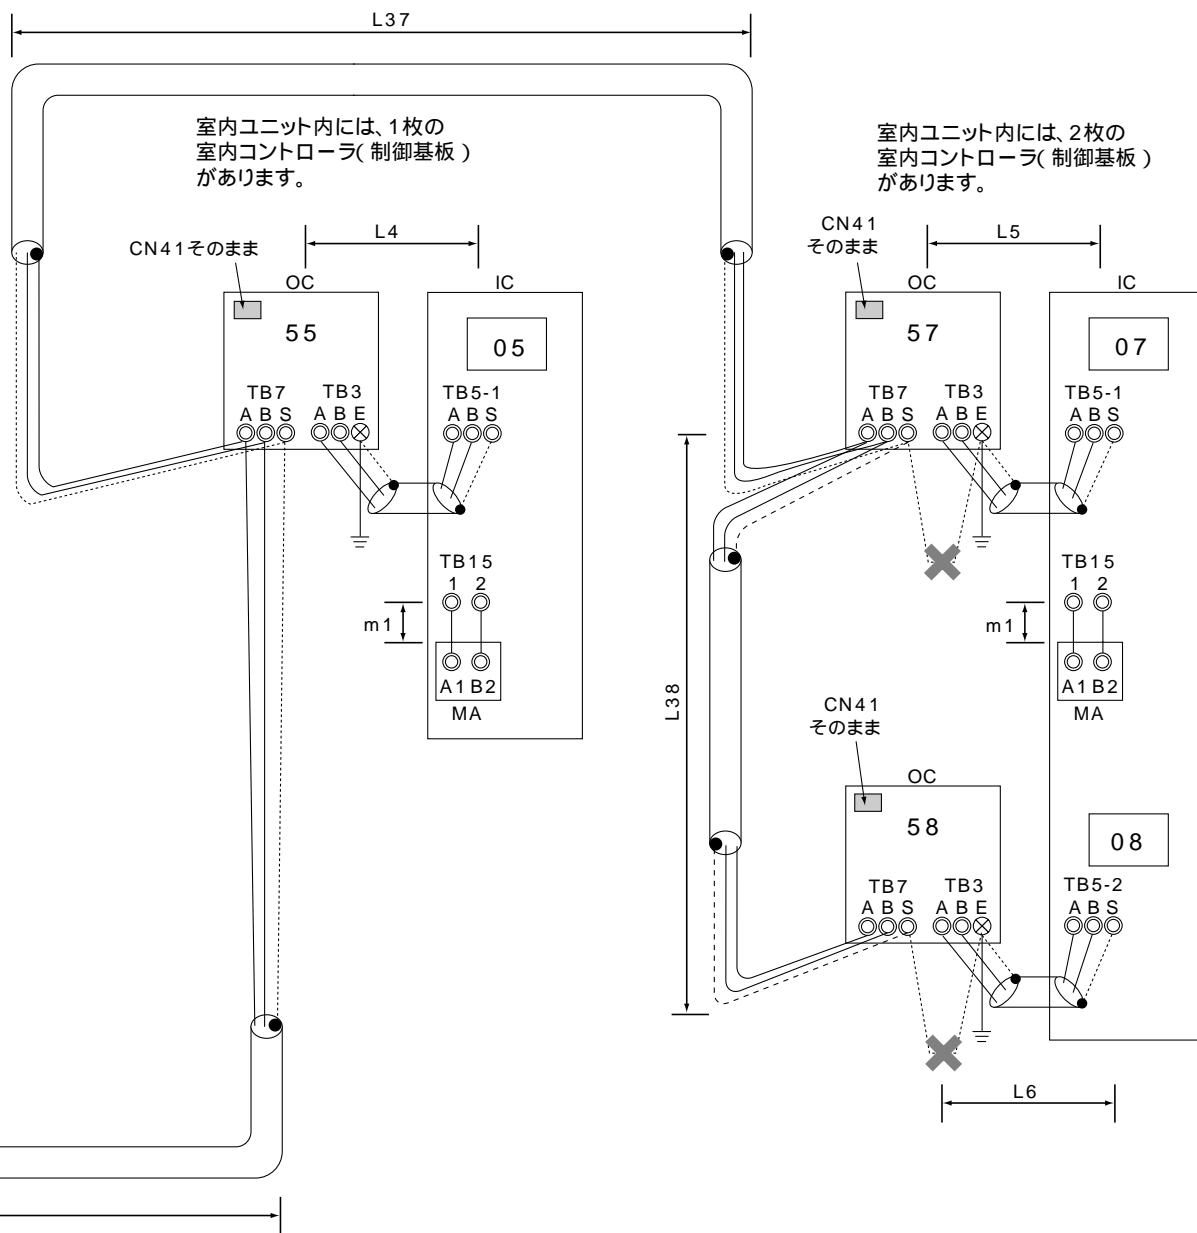 L37
室内ユニット内には、1枚の
室内コントローラ( 制御基板 )
があります。
室内ユニット内には、2枚の
室内コントローラ( 制御基板 )
があります。
CN41そのまま
L4
OC
IC
55
05
TB7
TB3
TB5-1
A B S
A B E
A B S
TB15
1 2
m1
A1 B2
MA
CN41
そのまま
L5
OC
IC
57
07
TB7
TB3
TB5-1
A B S
A B E
A B S
TB15
1 2
m1
A1 B2
MA
L38
CN41
そのまま
OC
58
08
TB7
TB3
TB5-2
A B S
A B E
A B S
L6